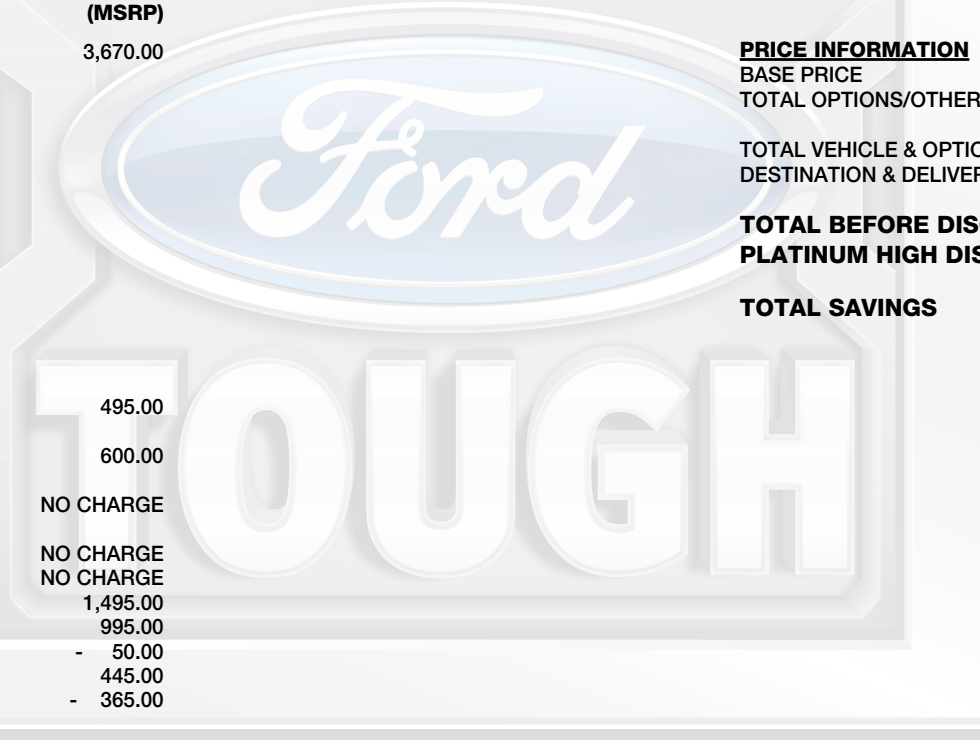 (MSRP)
3,670.00
495.00
600.00
NO CHARGE
NO CHARGE
NO CHARGE
1,495.00
995.00
- 50.00
445.00
- 365.00
PRICE INFORMATION
BASE PRICE
TOTAL OPTIONS/OTHER
TOTAL VEHICLE & OPTIO
DESTINATION & DELIVER
TOTAL BEFORE DIS
PLATINUM HIGH DIS
TOTAL SAVINGS
Ford
TOUGH